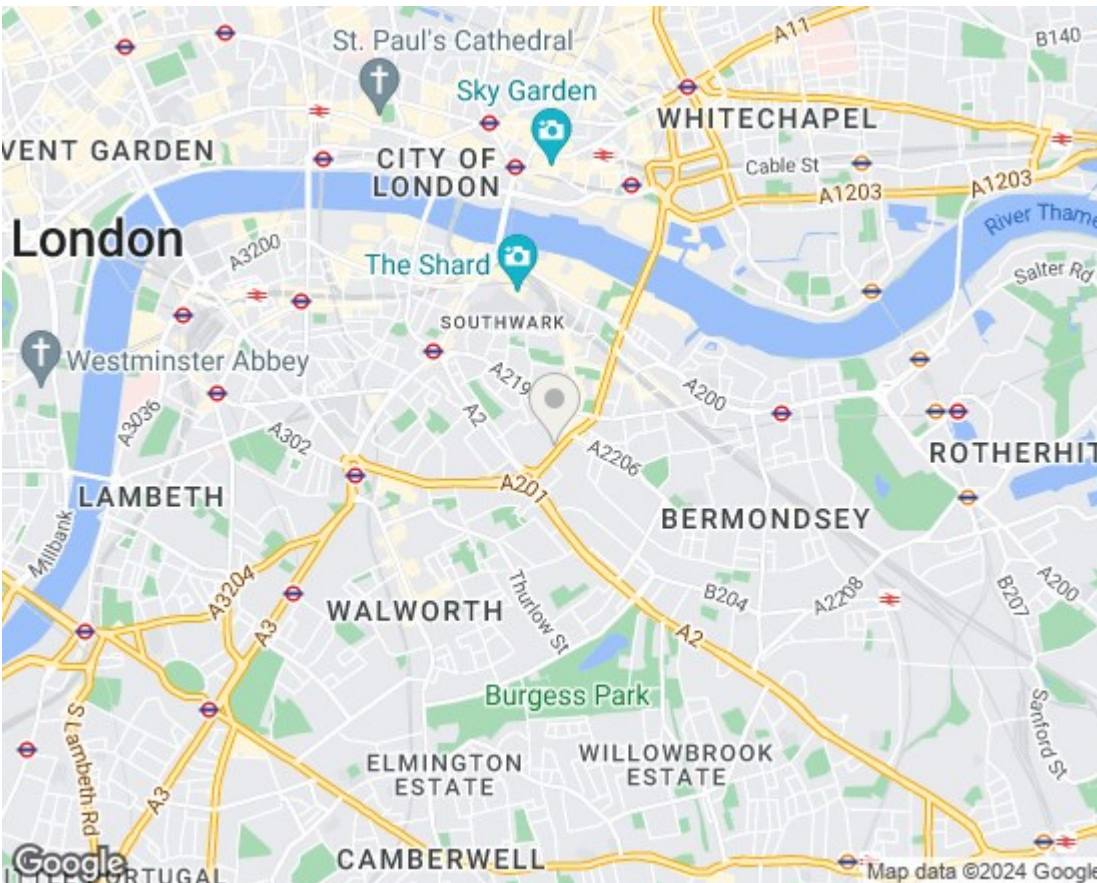 A11
B140
St. Paul's Cathedral
Sky Garden
WHITECHAPEL
VENT GARDEN
CITY OF
LONDON
Cable St
A1203
A1203
River Thame
London
A3200
The Shard
Salter Rd
SOUTHWARK
Westminster Abbey
A219
A200
A2
A3036
A302
A2206
ROTHERHIT
LAMBETH
A201
BERMONDSEY
Millbank
A3204
Thurlow St
B204
A2208
B207
A200
WALWORTH
A3
A2
Burgess Park
S Lambeth Rd
Sanford St
ELMINGTON
ESTATE
WILLOWBROOK
ESTATE
A3
CAMBERWELL
Google
Map data ©2024 Google